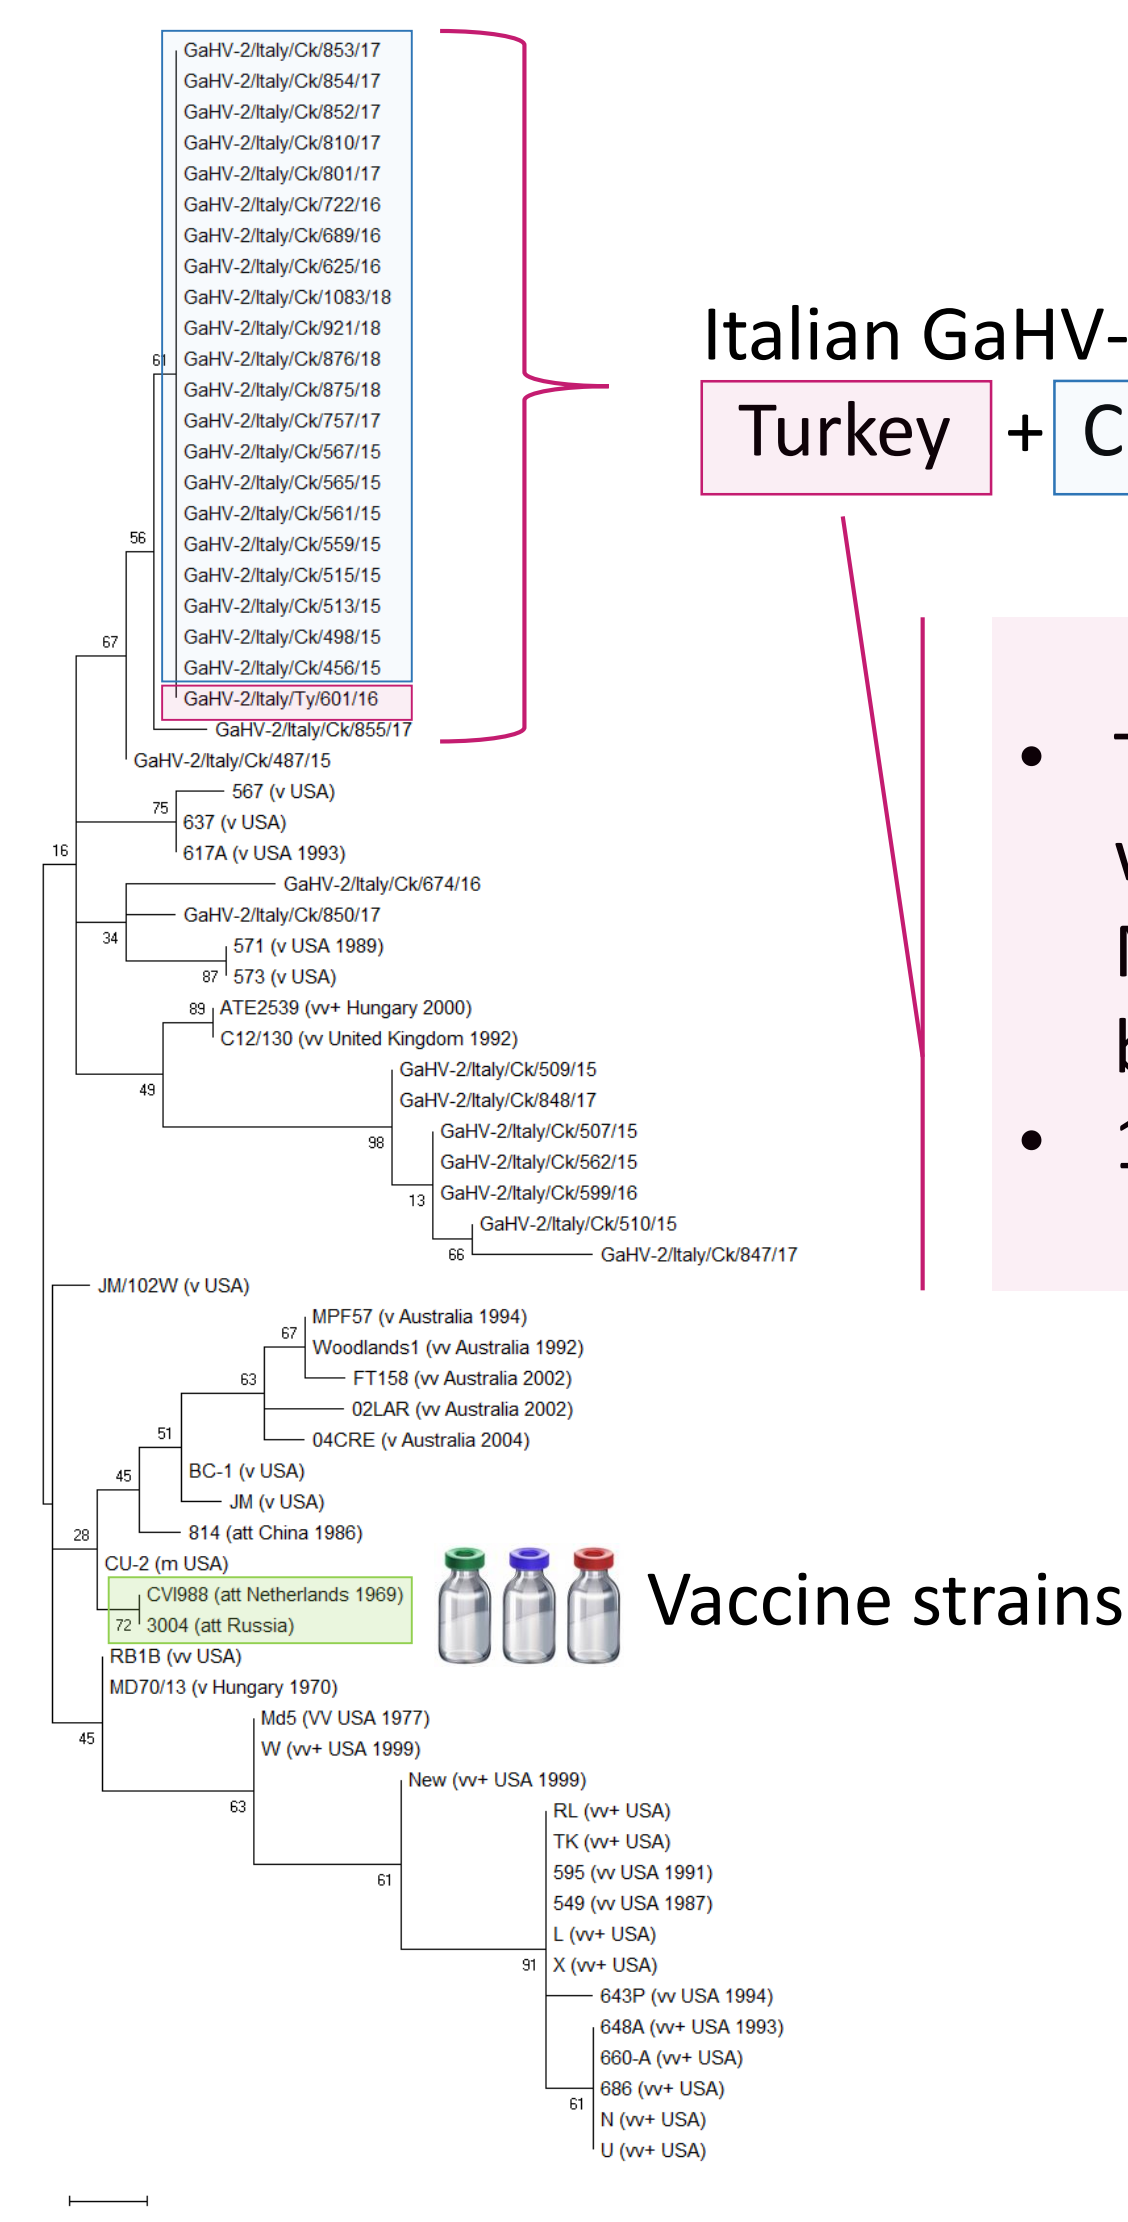 GaHV-2/Italy/Ck/853/17
GaHV-2/Italy/Ck/854/17
GaHV-2/Italy/Ck/852/17
GaHV-2/Italy/Ck/810/17
GaHV-2/Italy/Ck/801/17
GaHV-2/Italy/Ck/722/16
GaHV-2/Italy/Ck/689/16
GaHV-2/Italy/Ck/625/16
GaHV-2/Italy/Ck/1083/18
GaHV-2/Italy/Ck/921/18
61 GaHV-2/Italy/Ck/876/18
GaHV-2/Italy/Ck/875/18
GaHV-2/Italy/Ck/757/17
GaHV-2/Italy/Ck/567/15
GaHV-2/Italy/Ck/565/15
GaHV-2/Italy/Ck/561/15
56 GaHV-2/Italy/Ck/559/15
GaHV-2/Italy/Ck/515/15
GaHV-2/Italy/Ck/513/15
67 GaHV-2/Italy/Ck/498/15
GaHV-2/Italy/Ck/456/15
GaHV-2/Italy/Ty/601/16
GaHV-2/Italy/Ck/855/17
GaHV-2/Italy/Ck/487/15
Italian GaHV-
Turkey + C
567 (v USA)
75
637 (v USA)
16 617A (v USA 1993)
GaHV-2/Italy/Ck/674/16
GaHV-2/Italy/Ck/850/17
34 571 (v USA 1989)
87 573 (v USA)
89 ATE2539 (vv+ Hungary 2000)
C12/130 (vv United Kingdom 1992)
GaHV-2/Italy/Ck/509/15
49
GaHV-2/Italy/Ck/848/17
GaHV-2/Italy/Ck/507/15
98
GaHV-2/Italy/Ck/562/15
13 GaHV-2/Italy/Ck/599/16
GaHV-2/Italy/Ck/510/15
66 GaHV-2/Italy/Ck/847/17
JM/102W (v USA)
MPF57 (v Australia 1994)
67
Woodlands1 (vv Australia 1992)
63 FT158 (vv Australia 2002)
02LAR (vv Australia 2002)
51 04CRE (v Australia 2004)
45 BC-1 (v USA)
JM (v USA)
28 814 (att China 1986)
CU-2 (m USA)
CVI988 (att Netherlands 1969)
72 3004 (att Russia)
Vaccine strains
RB1B (vv USA)
MD70/13 (v Hungary 1970)
Md5 (VV USA 1977)
45
W (vv+ USA 1999)
New (vv+ USA 1999)
63 RL (vv+ USA)
TK (vv+ USA)
61 595 (vv USA 1991)
549 (vv USA 1987)
L (vv+ USA)
91 X (vv+ USA)
643P (vv USA 1994)
648A (vv+ USA 1993)
660-A (vv+ USA)
686 (vv+ USA)
61
N (vv+ USA)
U (vv+ USA)